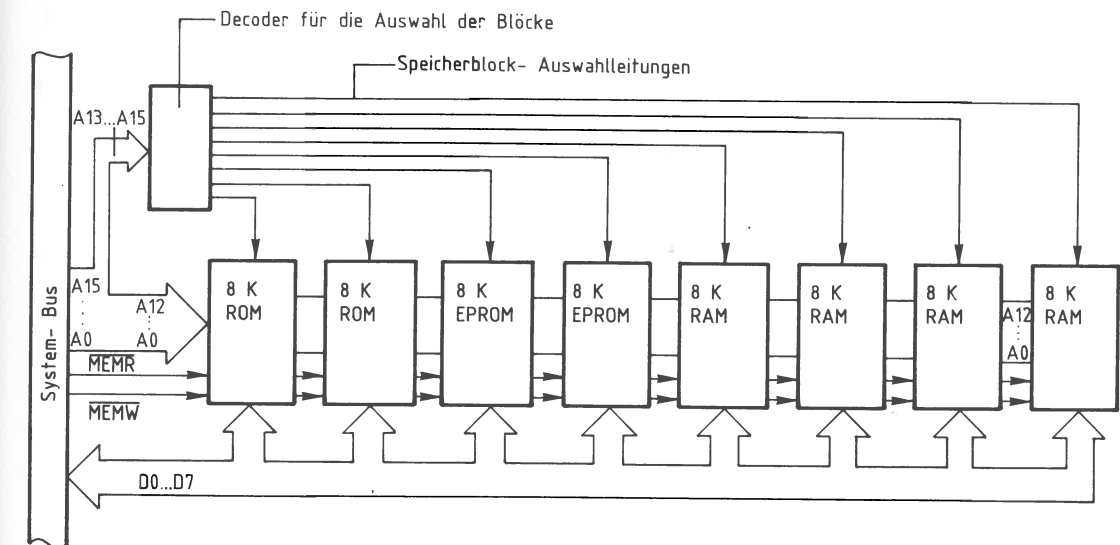 Decoder für die Auswahl der Blöcke
Speicherblock- Auswahlleitungen
A13...A15
System- Bus
A15
A0
A12
A0
MEMR
MEMW
8 K
ROM
8 K
ROM
8 K
EPROM
8 K
EPROM
8 K
RAM
8 K
RAM
8 K
RAM
A12
A0
8 K
RAM
D0...D7